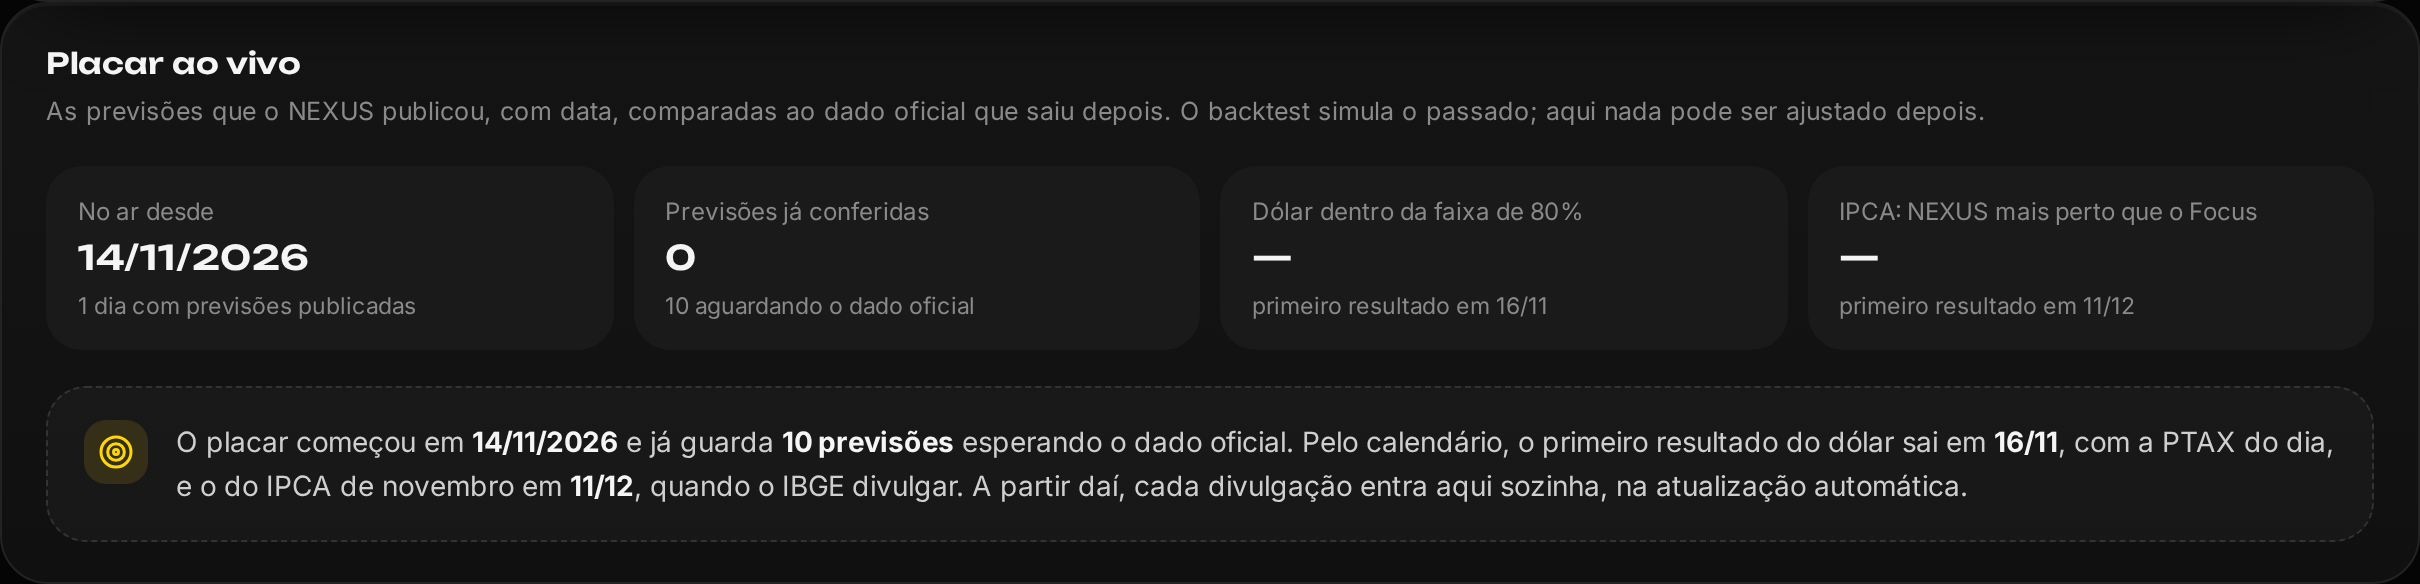 Placar ao vivo
As previsões que o NEXUS publicou, com data, comparadas ao dado oficial que saiu depois. O backtest simula o passado; aqui nada pode ser ajustado depois.
No ar desde
14/11/2026
1 dia com previsões publicadas
Previsões já conferidas
0
10 aguardando o dado oficial
Dólar dentro da faixa de 80%
—
primeiro resultado em 16/11
IPCA: NEXUS mais perto que o Focus
—
primeiro resultado em 11/12
O placar começou em 14/11/2026 e já guarda 10 previsões esperando o dado oficial. Pelo calendário, o primeiro resultado do dólar sai em 16/11, com a PTAX do dia,
e o do IPCA de novembro em 11/12, quando o IBGE divulgar. A partir daí, cada divulgação entra aqui sozinha, na atualização automática.